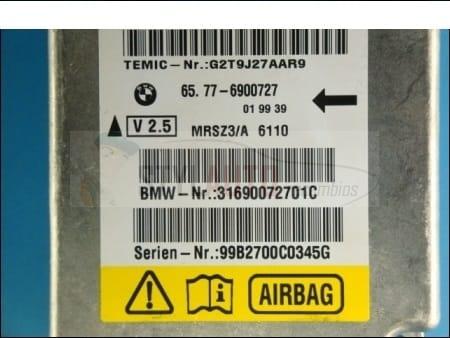 TEMIC-Nr.:G2T9J27AAR9
65.77-6900727
01 99 39
V 2.5
MRSZ3/A 6110
BMW-Nr.:31690072701C
Serien-Nr.:99B2700C0345G
AIRBAG